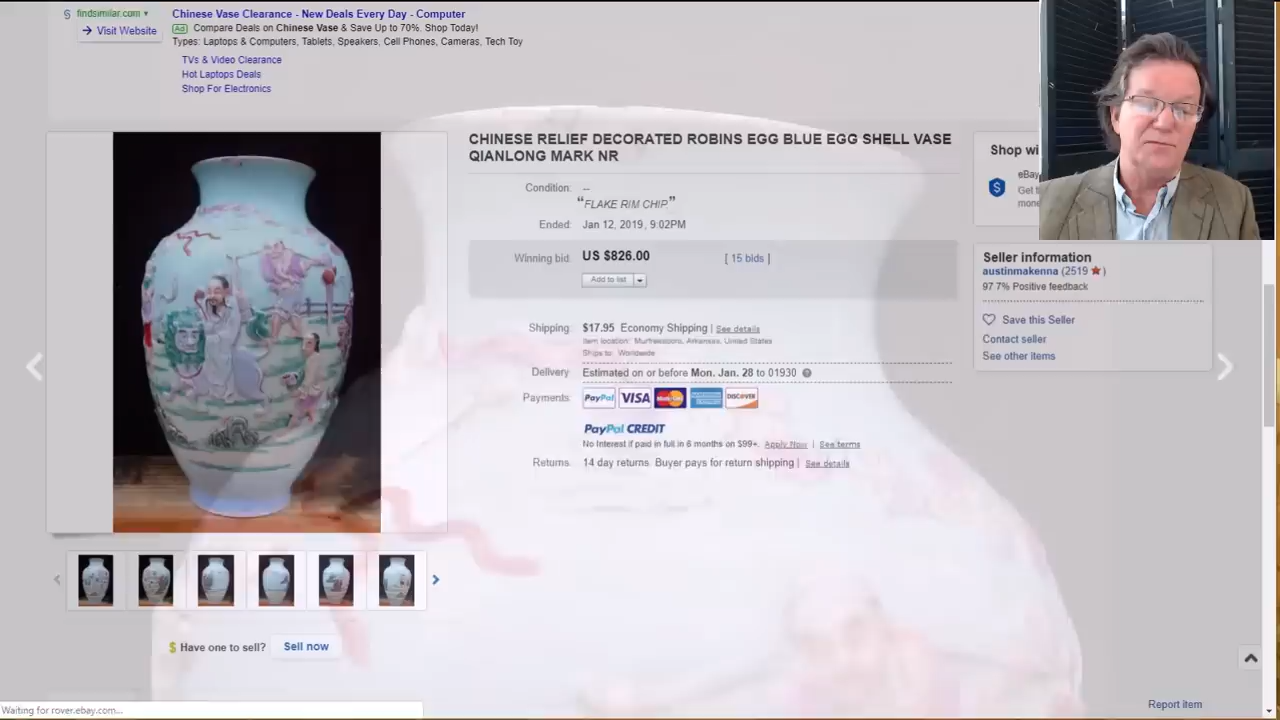 findsimilar.com
Visit Website
Chinese Vase Clearance - New Deals Every Day - Computer
Ad Compare Deals on Chinese Vase & Save Up to 70%. Shop Today!
Types: Laptops & Computers, Tablets, Speakers, Cell Phones, Cameras, Tech Toy
TVs & Video Clearance
Hot Laptops Deals
Shop For Electronics
CHINESE RELIEF DECORATED ROBINS EGG BLUE EGG SHELL VASE
QIANLONG MARK NR
Condition: --
"FLAKE RIM CHIP"
Ended: Jan 12, 2019, 9:02PM
Winning bid: US $826.00 [ 15 bids ]
Add to list
Shipping: $17.95 Economy Shipping | See details
Item location: Murfreesboro, Arkansas, United States
Ships to: Worldwide
Delivery: Estimated on or before Mon. Jan. 28 to 01930
Payments: PayPal VISA MasterCard DISCOVER
PayPal CREDIT
No Interest if paid in full in 6 months on $99+. Apply Now | See terms
Returns: 14 day returns. Buyer pays for return shipping | See details
Shop wi
eBay
Get t
mone
Seller information
austinmakenna (2519 ★)
97.7% Positive feedback
Save this Seller
Contact seller
See other items
$ Have one to sell? Sell now
Report item
Waiting for rover.ebay.com...